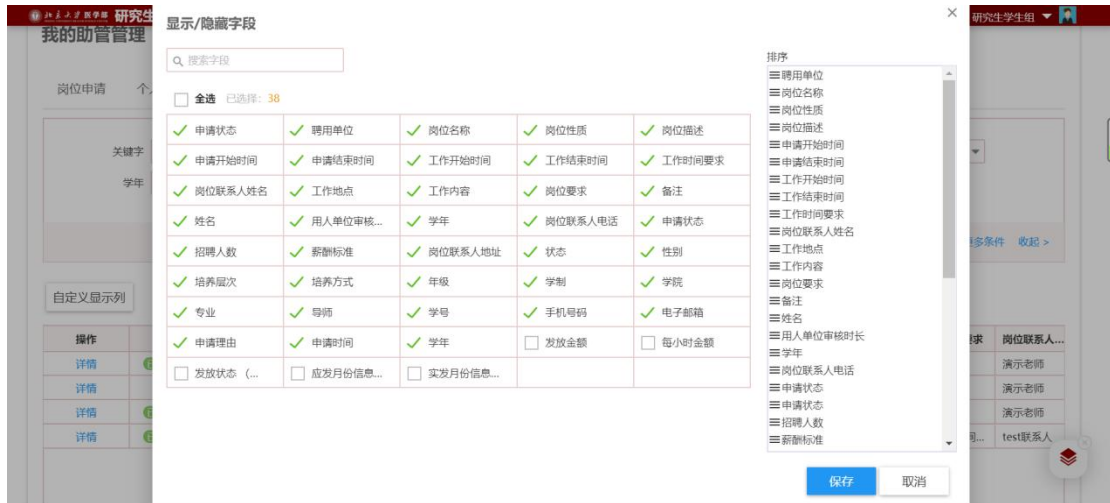 北京大学医学部 研究生
研究生学生组
我的助管管理
显示/隐藏字段
×
搜索字段
排序
岗位申请 个人
全选 已选择：38
申请状态 聘用单位 岗位名称 岗位性质 岗位描述
申请开始时间 申请结束时间 工作开始时间 工作结束时间 工作时间要求
岗位联系人姓名 工作地点 工作内容 岗位要求 备注
姓名 用人单位审核... 学年 岗位联系人电话 申请状态
招聘人数 薪酬标准 岗位联系人地址 状态 性别
培养层次 培养方式 年级 学制 学院
专业 导师 学号 手机号码 电子邮箱
申请理由 申请时间 学年 发放金额 每小时金额
发放状态（... 应发月份信息... 实发月份信息...
聘用单位
岗位名称
岗位性质
岗位描述
申请开始时间
申请结束时间
工作开始时间
工作结束时间
工作时间要求
岗位联系人姓名
工作地点
工作内容
岗位要求
备注
姓名
用人单位审核时长
学年
岗位联系人电话
申请状态
申请状态
招聘人数
薪酬标准
关键字
学年
更多条件 收起 >
自定义显示列
操作
求 岗位联系人...
详情
演示老师
详情
演示老师
详情
演示老师
详情
间... test联系人
保存 取消